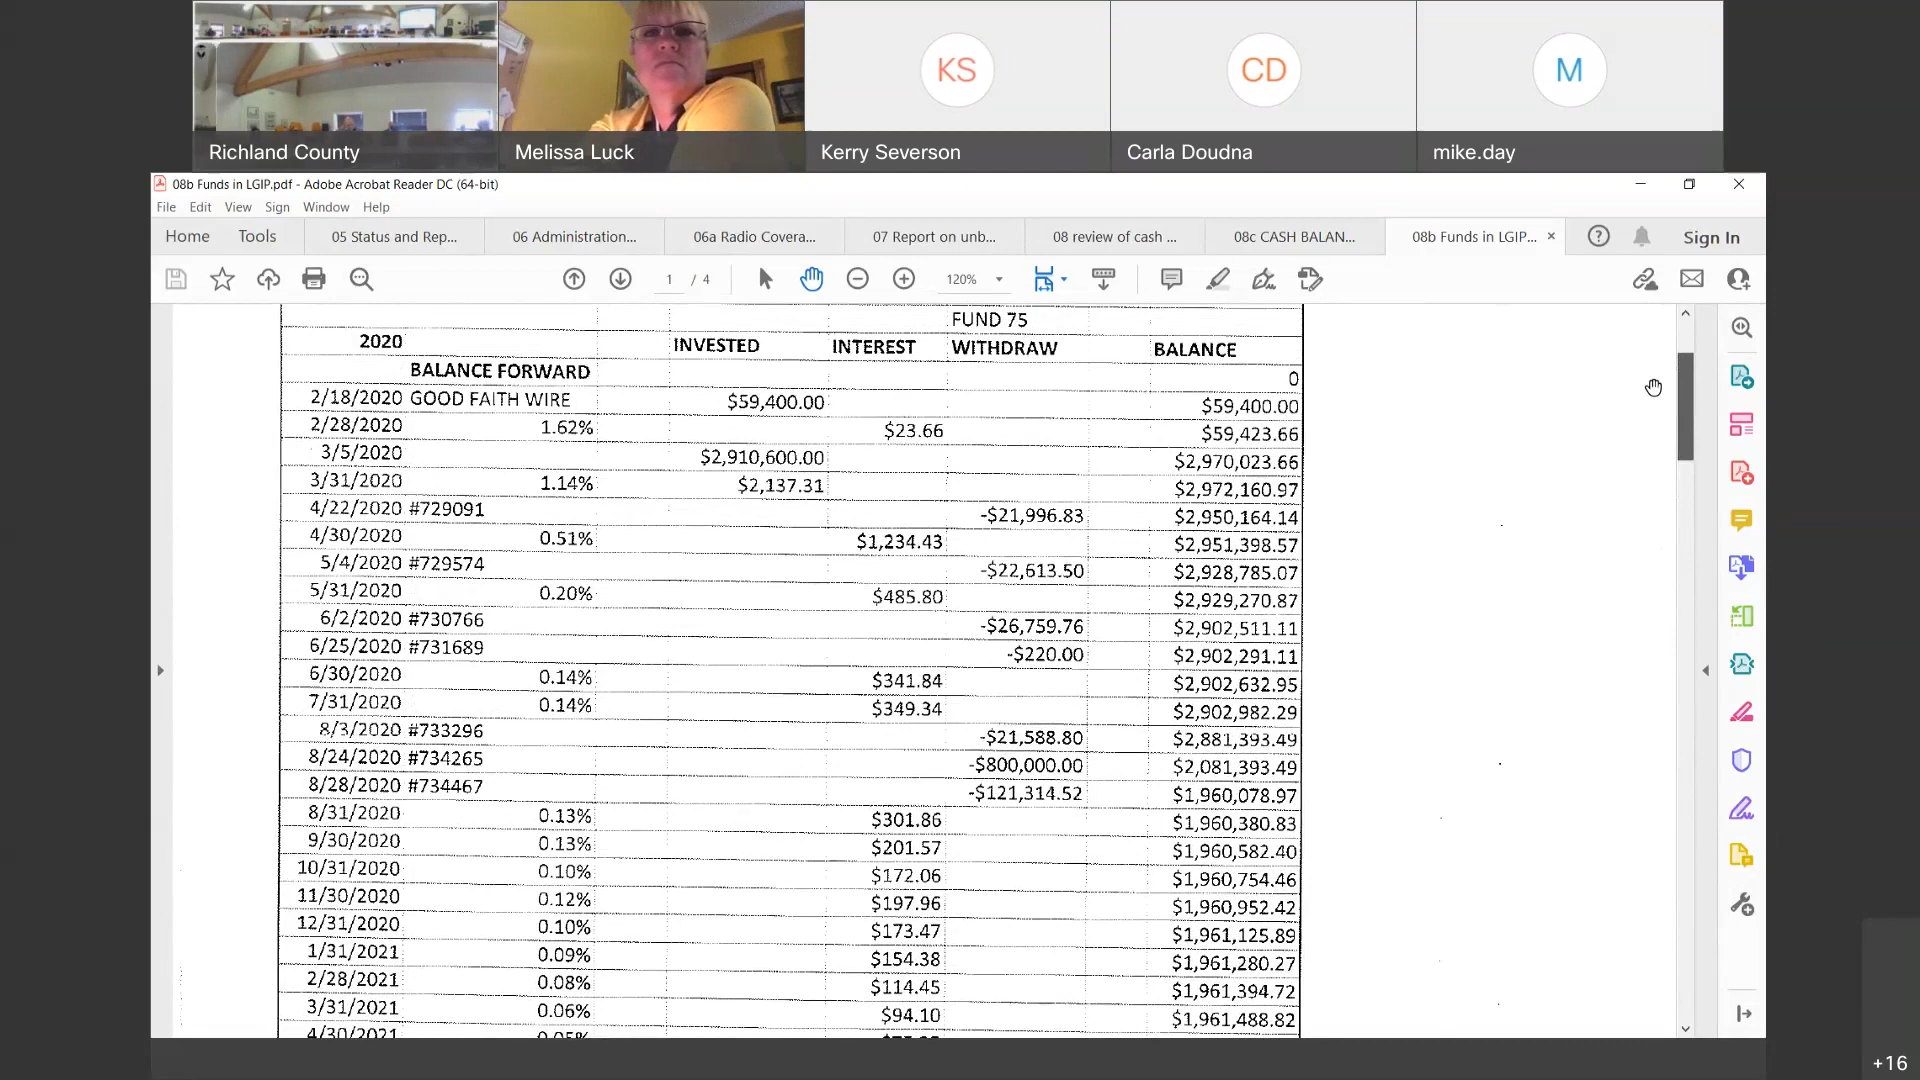 KS
CD
M
Richland County
Melissa Luck
Kerry Severson
Carla Doudna
mike.day
08b Funds in LGIP.pdf - Adobe Acrobat Reader DC (64-bit)
File Edit View Sign Window Help
Home Tools 05 Status and Rep... 06 Administration... 06a Radio Covera... 07 Report on unb... 08 review of cash ... 08c CASH BALAN... 08b Funds in LGIP... × Sign In
1 / 4 120%
FUND 75
2020 INVESTED INTEREST WITHDRAW BALANCE
BALANCE FORWARD 0
2/18/2020 GOOD FAITH WIRE $59,400.00 $59,400.00
2/28/2020 1.62% $23.66 $59,423.66
3/5/2020 $2,910,600.00 $2,970,023.66
3/31/2020 1.14% $2,137.31 $2,972,160.97
4/22/2020 #729091 -$21,996.83 $2,950,164.14
4/30/2020 0.51% $1,234.43 $2,951,398.57
5/4/2020 #729574 -$22,613.50 $2,928,785.07
5/31/2020 0.20% $485.80 $2,929,270.87
6/2/2020 #730766 -$26,759.76 $2,902,511.11
6/25/2020 #731689 -$220.00 $2,902,291.11
6/30/2020 0.14% $341.84 $2,902,632.95
7/31/2020 0.14% $349.34 $2,902,982.29
8/3/2020 #733296 -$21,588.80 $2,881,393.49
8/24/2020 #734265 -$800,000.00 $2,081,393.49
8/28/2020 #734467 -$121,314.52 $1,960,078.97
8/31/2020 0.13% $301.86 $1,960,380.83
9/30/2020 0.13% $201.57 $1,960,582.40
10/31/2020 0.10% $172.06 $1,960,754.46
11/30/2020 0.12% $197.96 $1,960,952.42
12/31/2020 0.10% $173.47 $1,961,125.89
1/31/2021 0.09% $154.38 $1,961,280.27
2/28/2021 0.08% $114.45 $1,961,394.72
3/31/2021 0.06% $94.10 $1,961,488.82
4/30/2021
+16